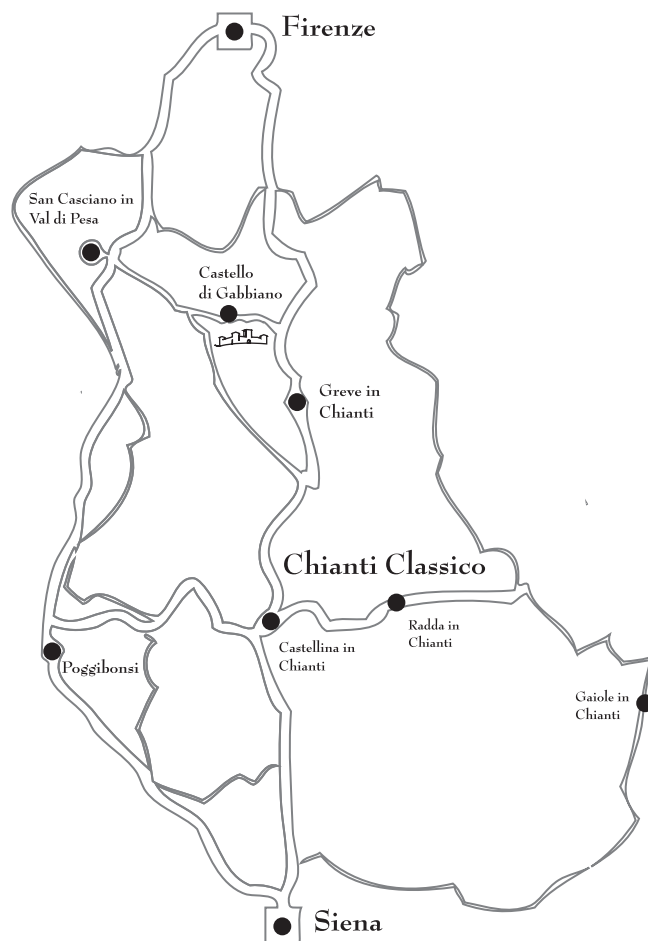 Firenze
San Casciano in
Val di Pesa
Castello
di Gabbiano
Greve in
Chianti
Chianti Classico
Radda in
Chianti
Castellina in
Chianti
Poggibonsi
Gaiole in
Chianti
Siena